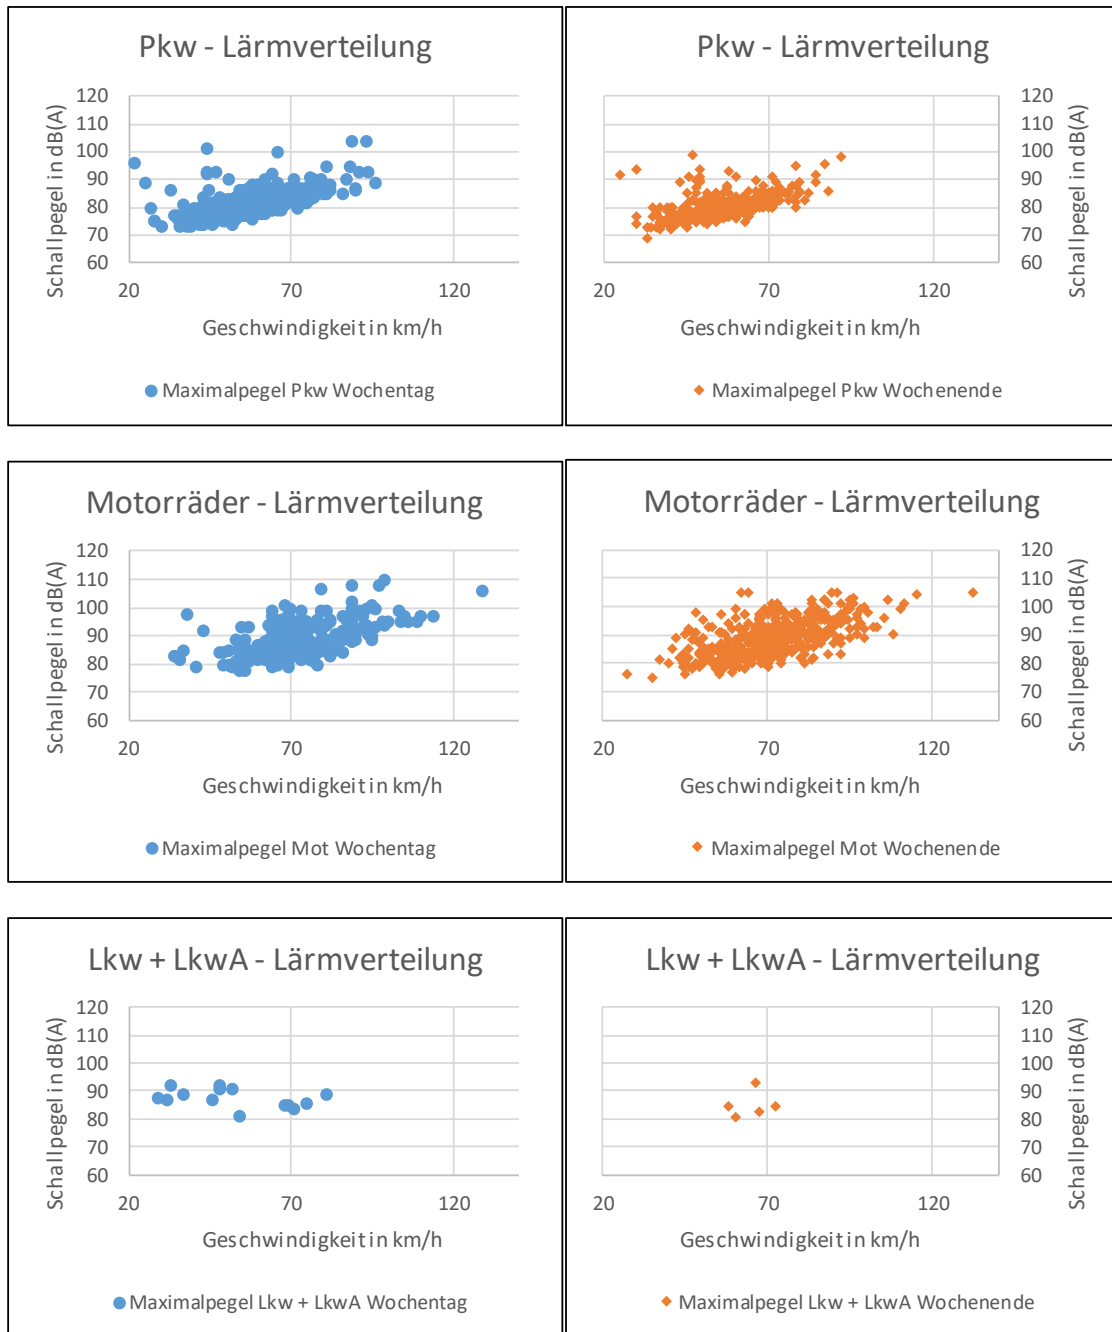 Pkw - Lärmverteilung
Schallpegel in dB(A)
120
110
100
90
80
70
60
20
70
120
Geschwindigkeit in km/h
Maximalpegel Pkw Wochentag
Pkw - Lärmverteilung
120
110
100
90
80
70
60
Schallpegel in dB(A)
20
70
120
Geschwindigkeit in km/h
Maximalpegel Pkw Wochenende
Motorräder - Lärmverteilung
Schallpegel in dB(A)
120
110
100
90
80
70
60
20
70
120
Geschwindigkeit in km/h
Maximalpegel Mot Wochentag
Motorräder - Lärmverteilung
120
110
100
90
80
70
60
Schallpegel in dB(A)
20
70
120
Geschwindigkeit in km/h
Maximalpegel Mot Wochenende
Lkw + LkwA - Lärmverteilung
Schallpegel in dB(A)
120
110
100
90
80
70
60
20
70
120
Geschwindigkeit in km/h
Maximalpegel Lkw + LkwA Wochentag
Lkw + LkwA - Lärmverteilung
120
110
100
90
80
70
60
Schallpegel in dB(A)
20
70
120
Geschwindigkeit in km/h
Maximalpegel Lkw + LkwA Wochenende